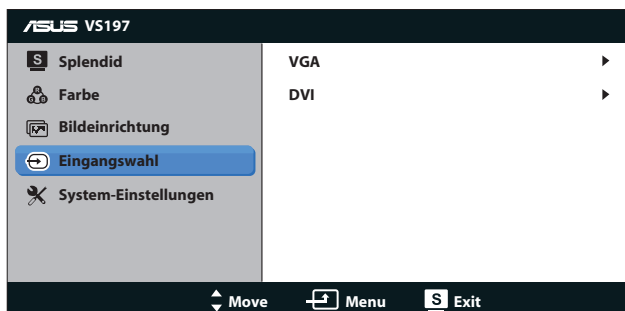 ASUS VS197
S Splendid
Farbe
Bildeinrichtung
Eingangswahl
System-Einstellungen
VGA
DVI
Move Menu S Exit